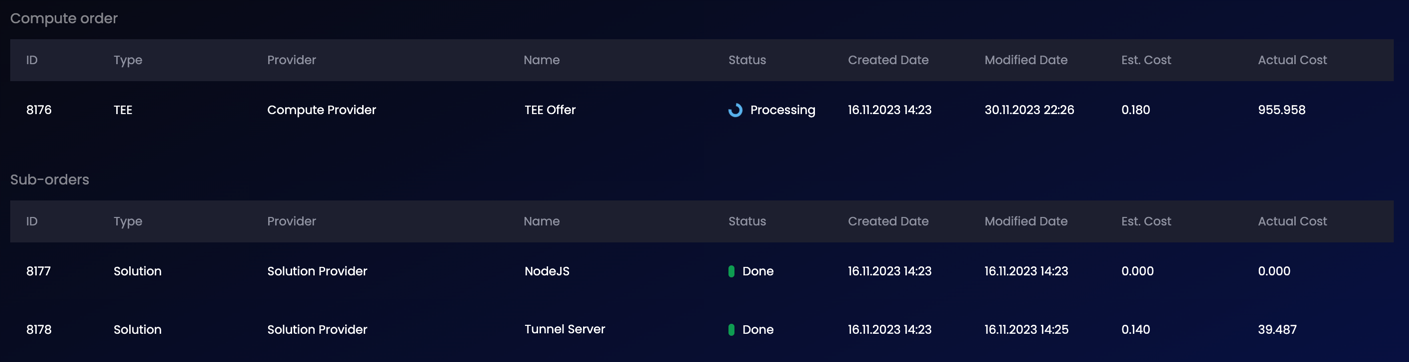 Compute order
ID Type Provider Name Status Created Date Modified Date Est. Cost Actual Cost
8176 TEE Compute Provider TEE Offer Processing 16.11.2023 14:23 30.11.2023 22:26 0.180 955.958
Sub-orders
ID Type Provider Name Status Created Date Modified Date Est. Cost Actual Cost
8177 Solution Solution Provider NodeJS Done 16.11.2023 14:23 16.11.2023 14:23 0.000 0.000
8178 Solution Solution Provider Tunnel Server Done 16.11.2023 14:23 16.11.2023 14:25 0.140 39.487